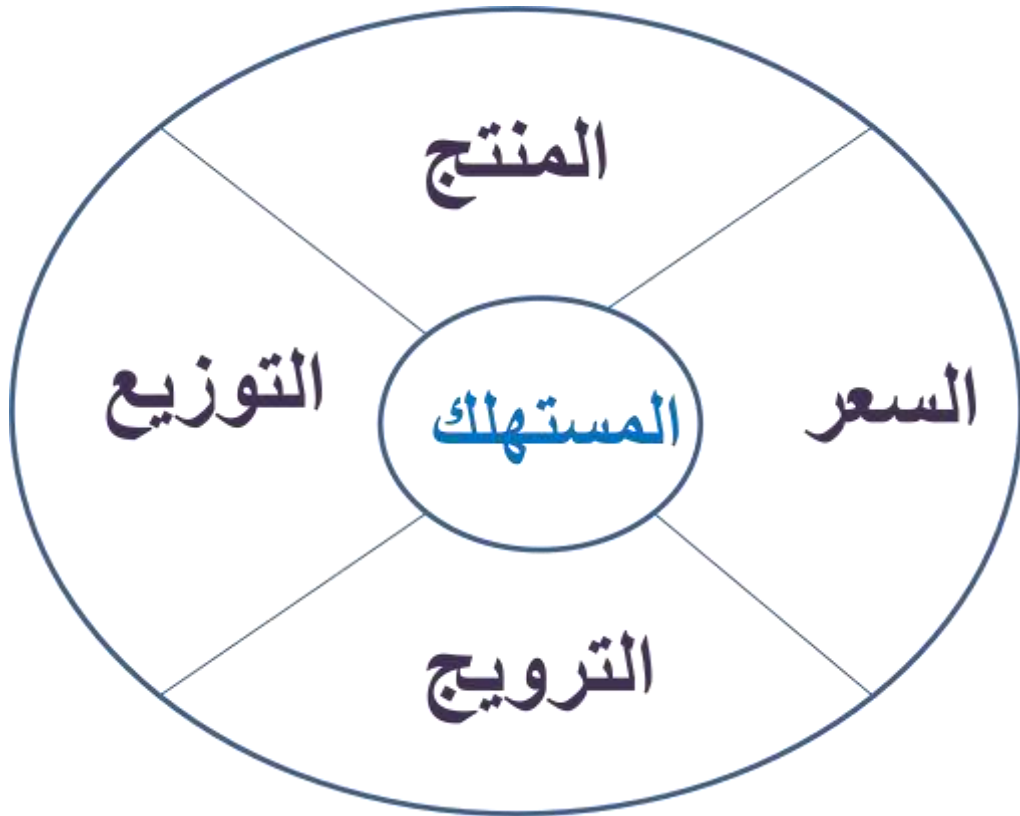 المنتج
السعر
المستهلك
التوزيع
الترويج